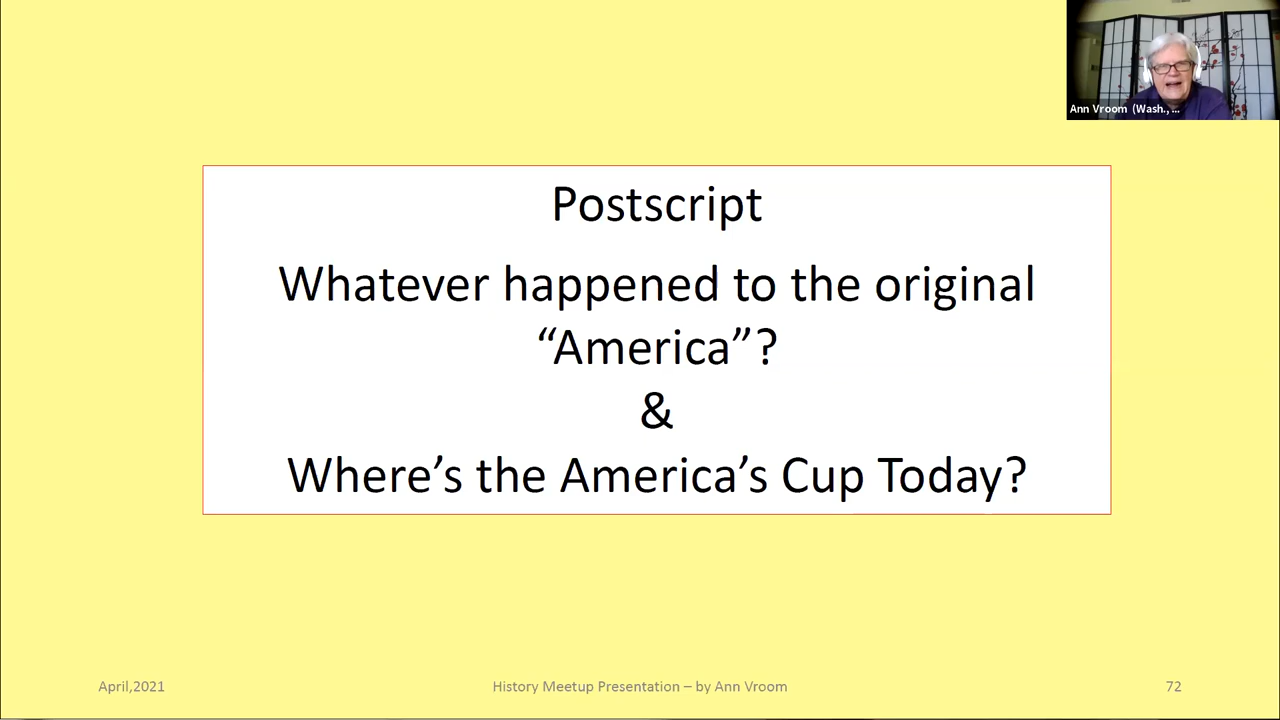 Ann Vroom (Wash., ...
Postscript
Whatever happened to the original
“America”?
&
Where’s the America’s Cup Today?
April,2021
History Meetup Presentation – by Ann Vroom
72